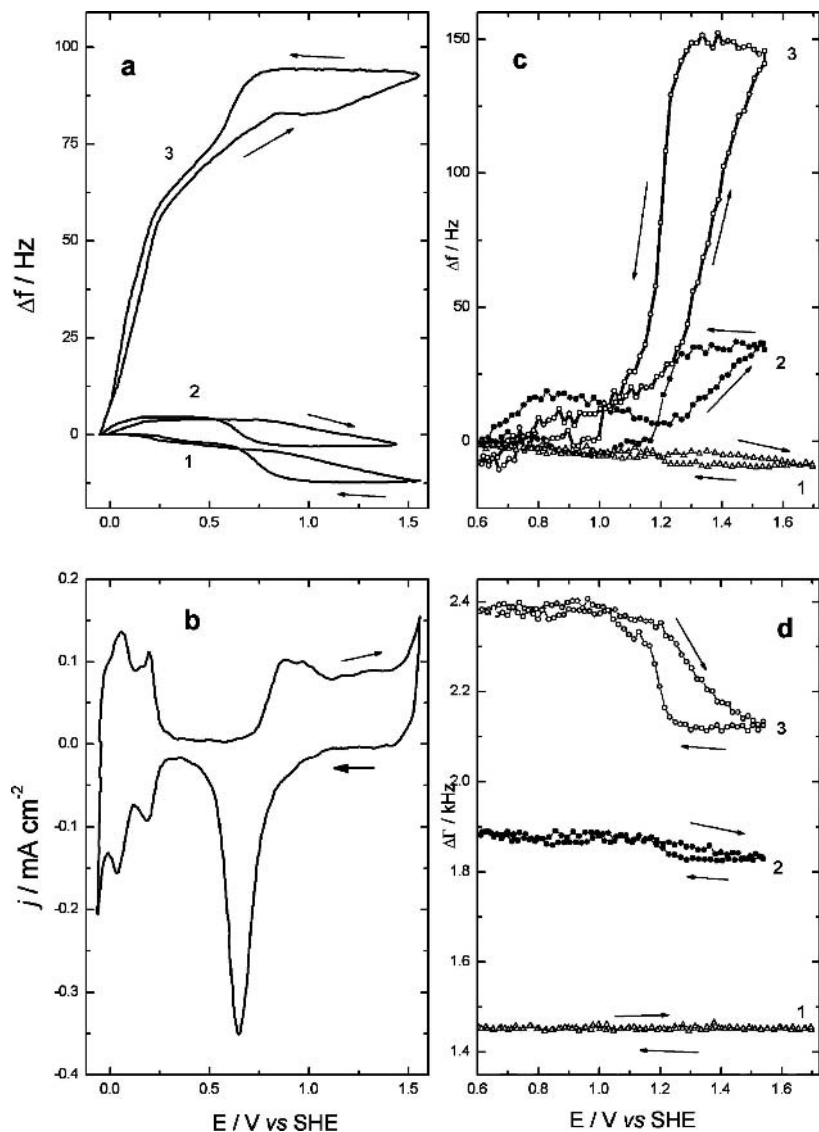 a
100
75
50
25
0
Δf / Hz
3
2
1
0.0 0.5 1.0 1.5
c
150
100
50
0
Δf / Hz
3
2
1
0.6 0.8 1.0 1.2 1.4 1.6
b
0.2
0.1
0.0
-0.1
-0.2
-0.3
-0.4
j / mA cm⁻²
0.0 0.5 1.0 1.5
E / V vs SHE
d
2.4
2.2
2.0
1.8
1.6
1.4
ΔΓ / kHz
3
2
1
0.6 0.8 1.0 1.2 1.4 1.6
E / V vs SHE